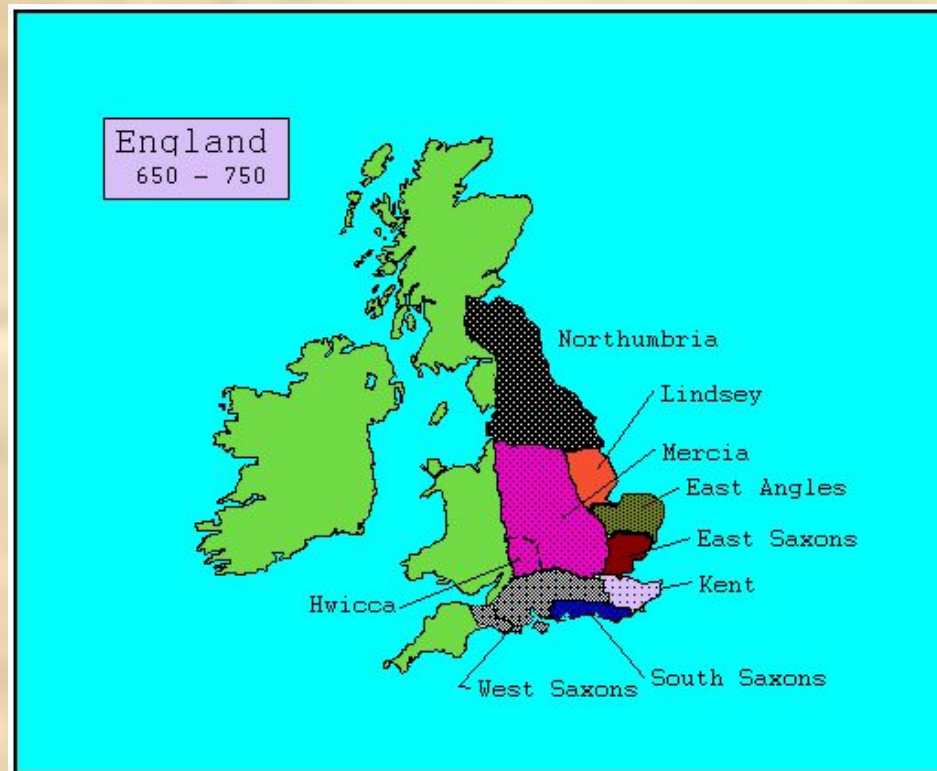 England
650 - 750
Northumbria
Lindsey
Mercia
East Angles
East Saxons
Kent
Hwicca
South Saxons
West Saxons